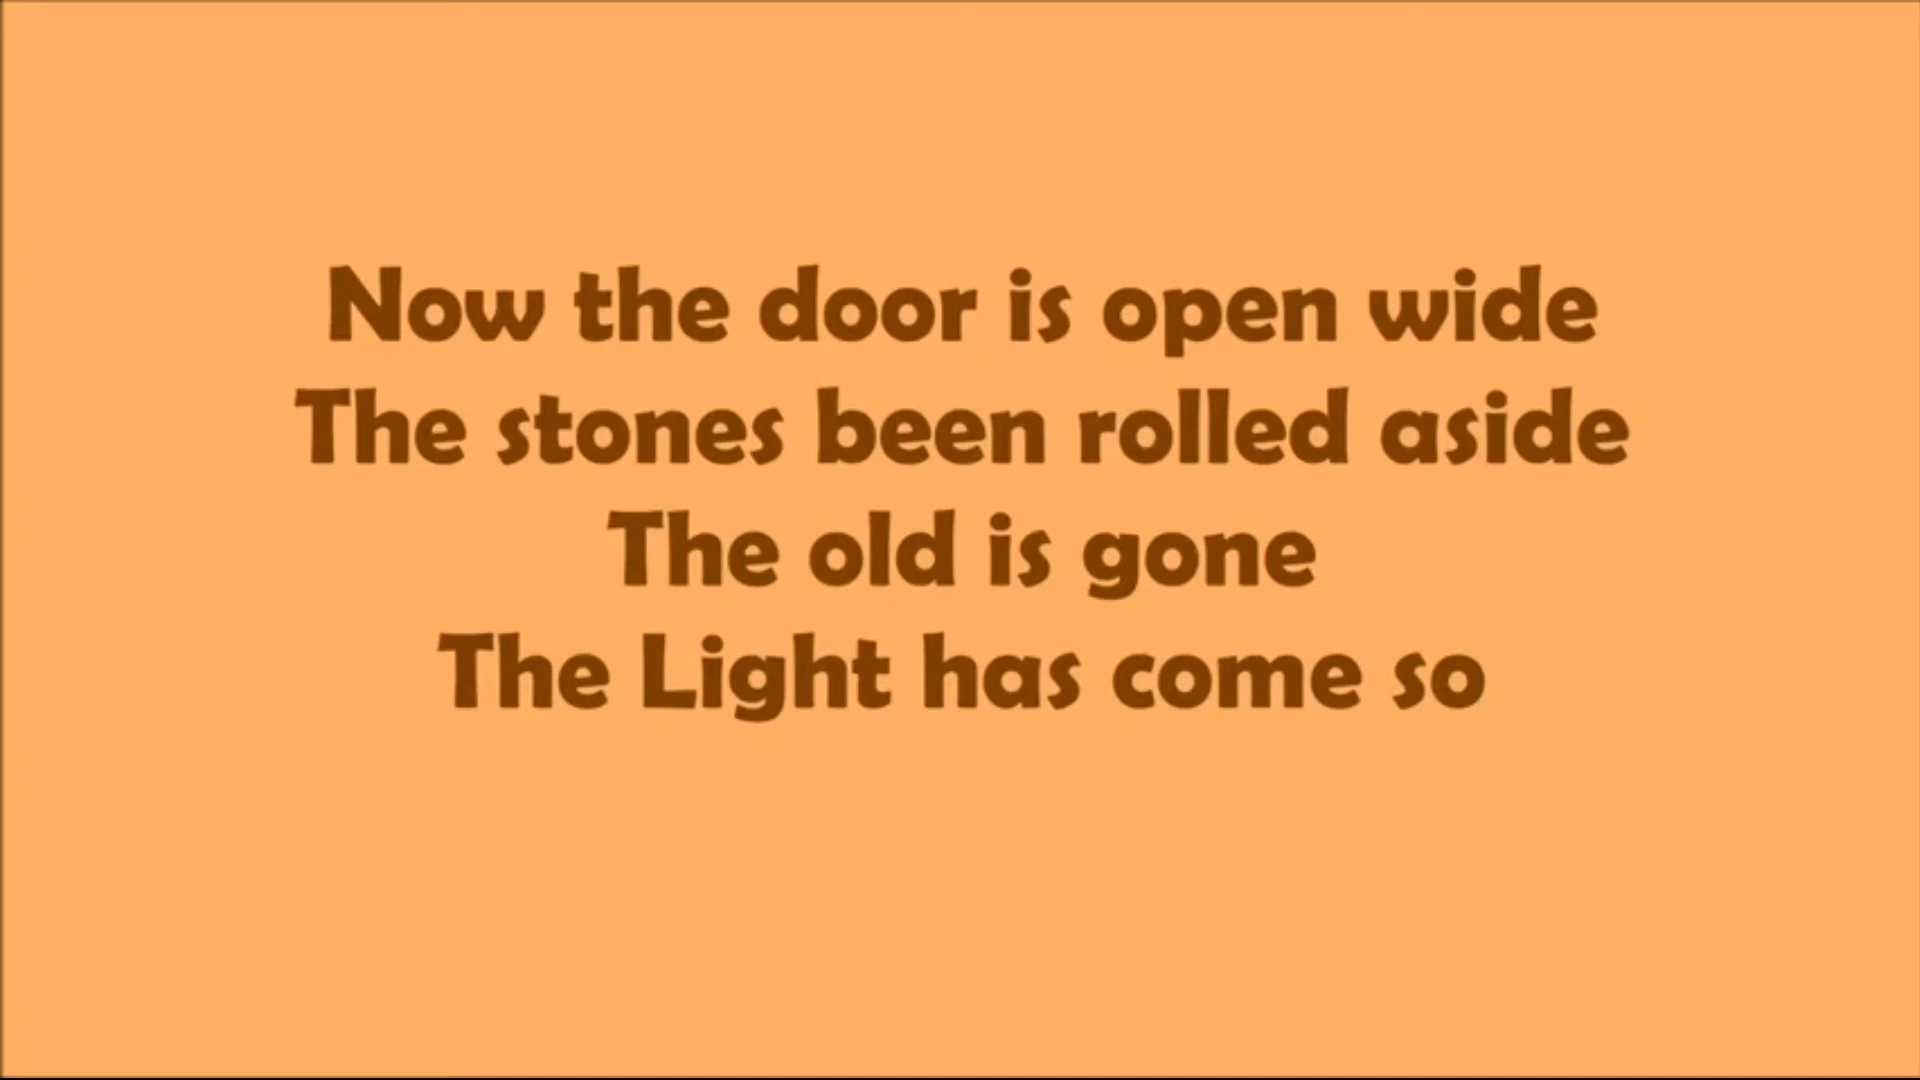 Now the door is open wide
The stones been rolled aside
The old is gone
The Light has come so